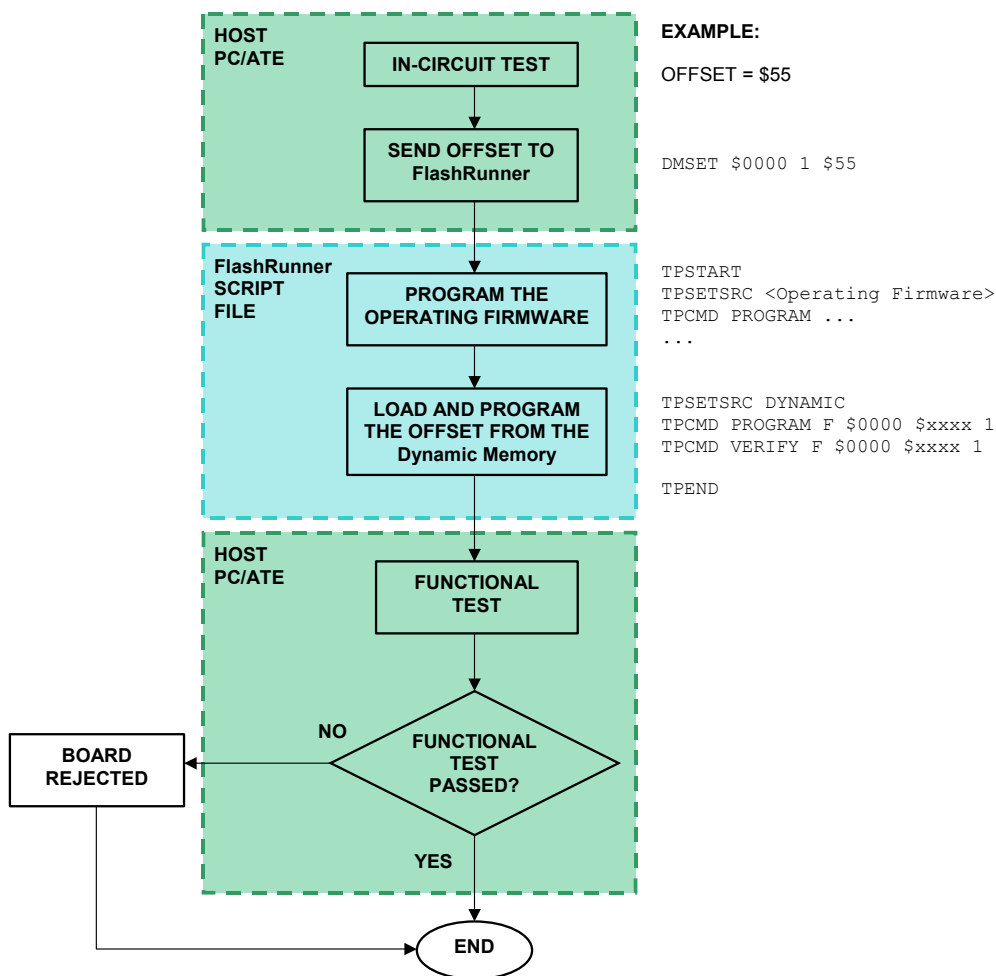 HOST
PC/ATE
IN-CIRCUIT TEST
EXAMPLE:
OFFSET = $55
SEND OFFSET TO
FlashRunner
DMSET $0000 1 $55
FlashRunner
SCRIPT
FILE
PROGRAM THE
OPERATING FIRMWARE
TPSTART
TPSETSRC <Operating Firmware>
TPCMD PROGRAM ...
...
LOAD AND PROGRAM
THE OFFSET FROM THE
Dynamic Memory
TPSETSRC DYNAMIC
TPCMD PROGRAM F $0000 $xxxx 1
TPCMD VERIFY F $0000 $xxxx 1
TPEND
HOST
PC/ATE
FUNCTIONAL
TEST
FUNCTIONAL
TEST
PASSED?
NO
BOARD
REJECTED
YES
END